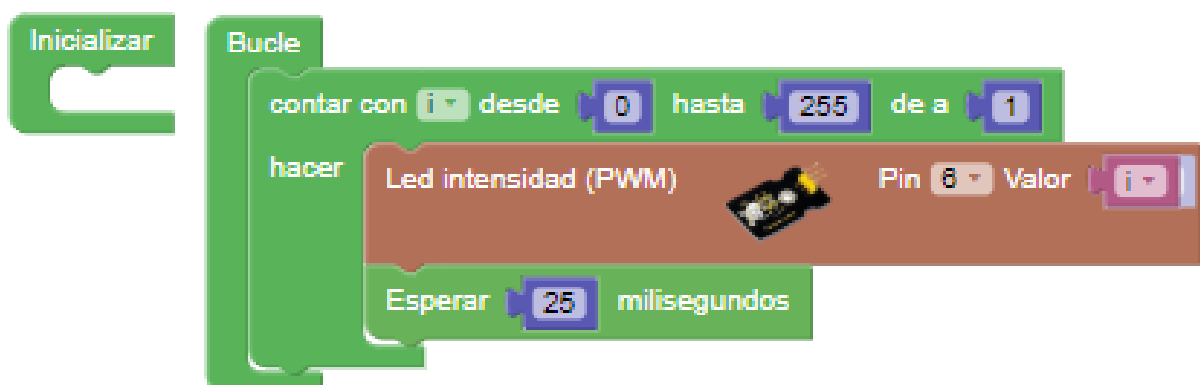 Inicializar
Bucle
contar con i desde 0 hasta 255 de a 1
hacer
Led intensidad (PWM) Pin 6 Valor i
Esperar 25 milisegundos